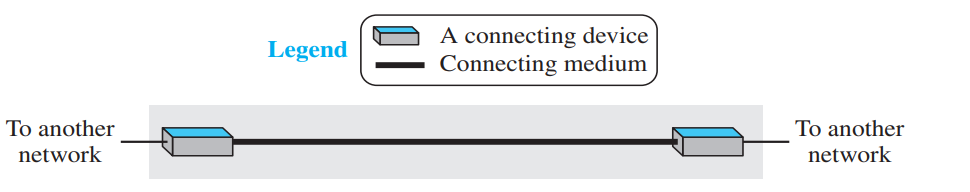 Legend
A connecting device
Connecting medium
To another
network
To another
network